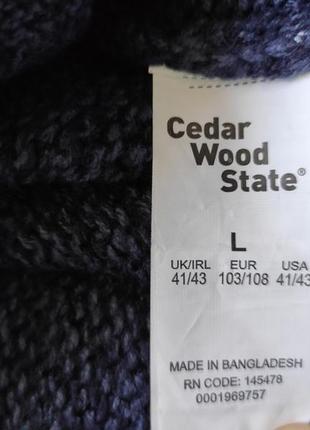 Cedar
Wood
State®
L
UK/IRL EUR USA
41/43 103/108 41/43
MADE IN BANGLADESH
RN CODE: 145478
0001969757